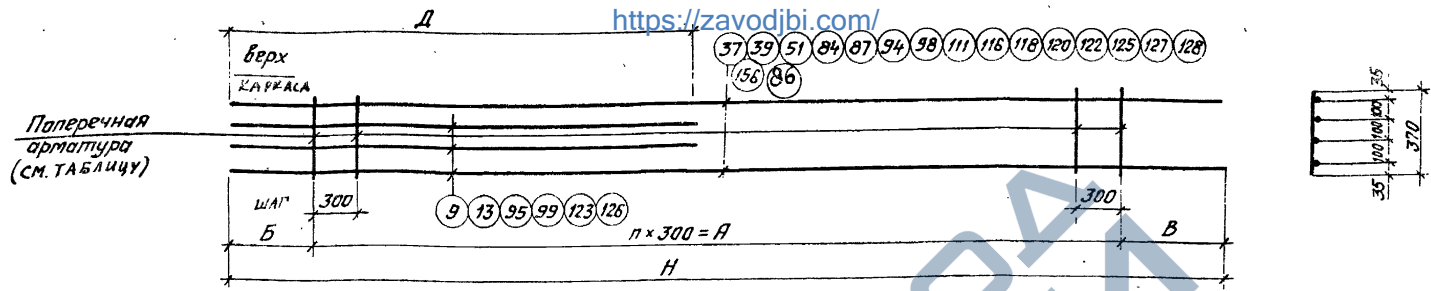 https://zavodjbi.com/
Д
верх
каркаса
37 39 51 84 87 94 98 111 116 118 120 122 125 127 128
156 86
Поперечная
арматура
(см. таблицу)
шаг 300
9 13 95 99 123 126
300
Б
n × 300 = А
В
Н
35
100
100
100
35
370